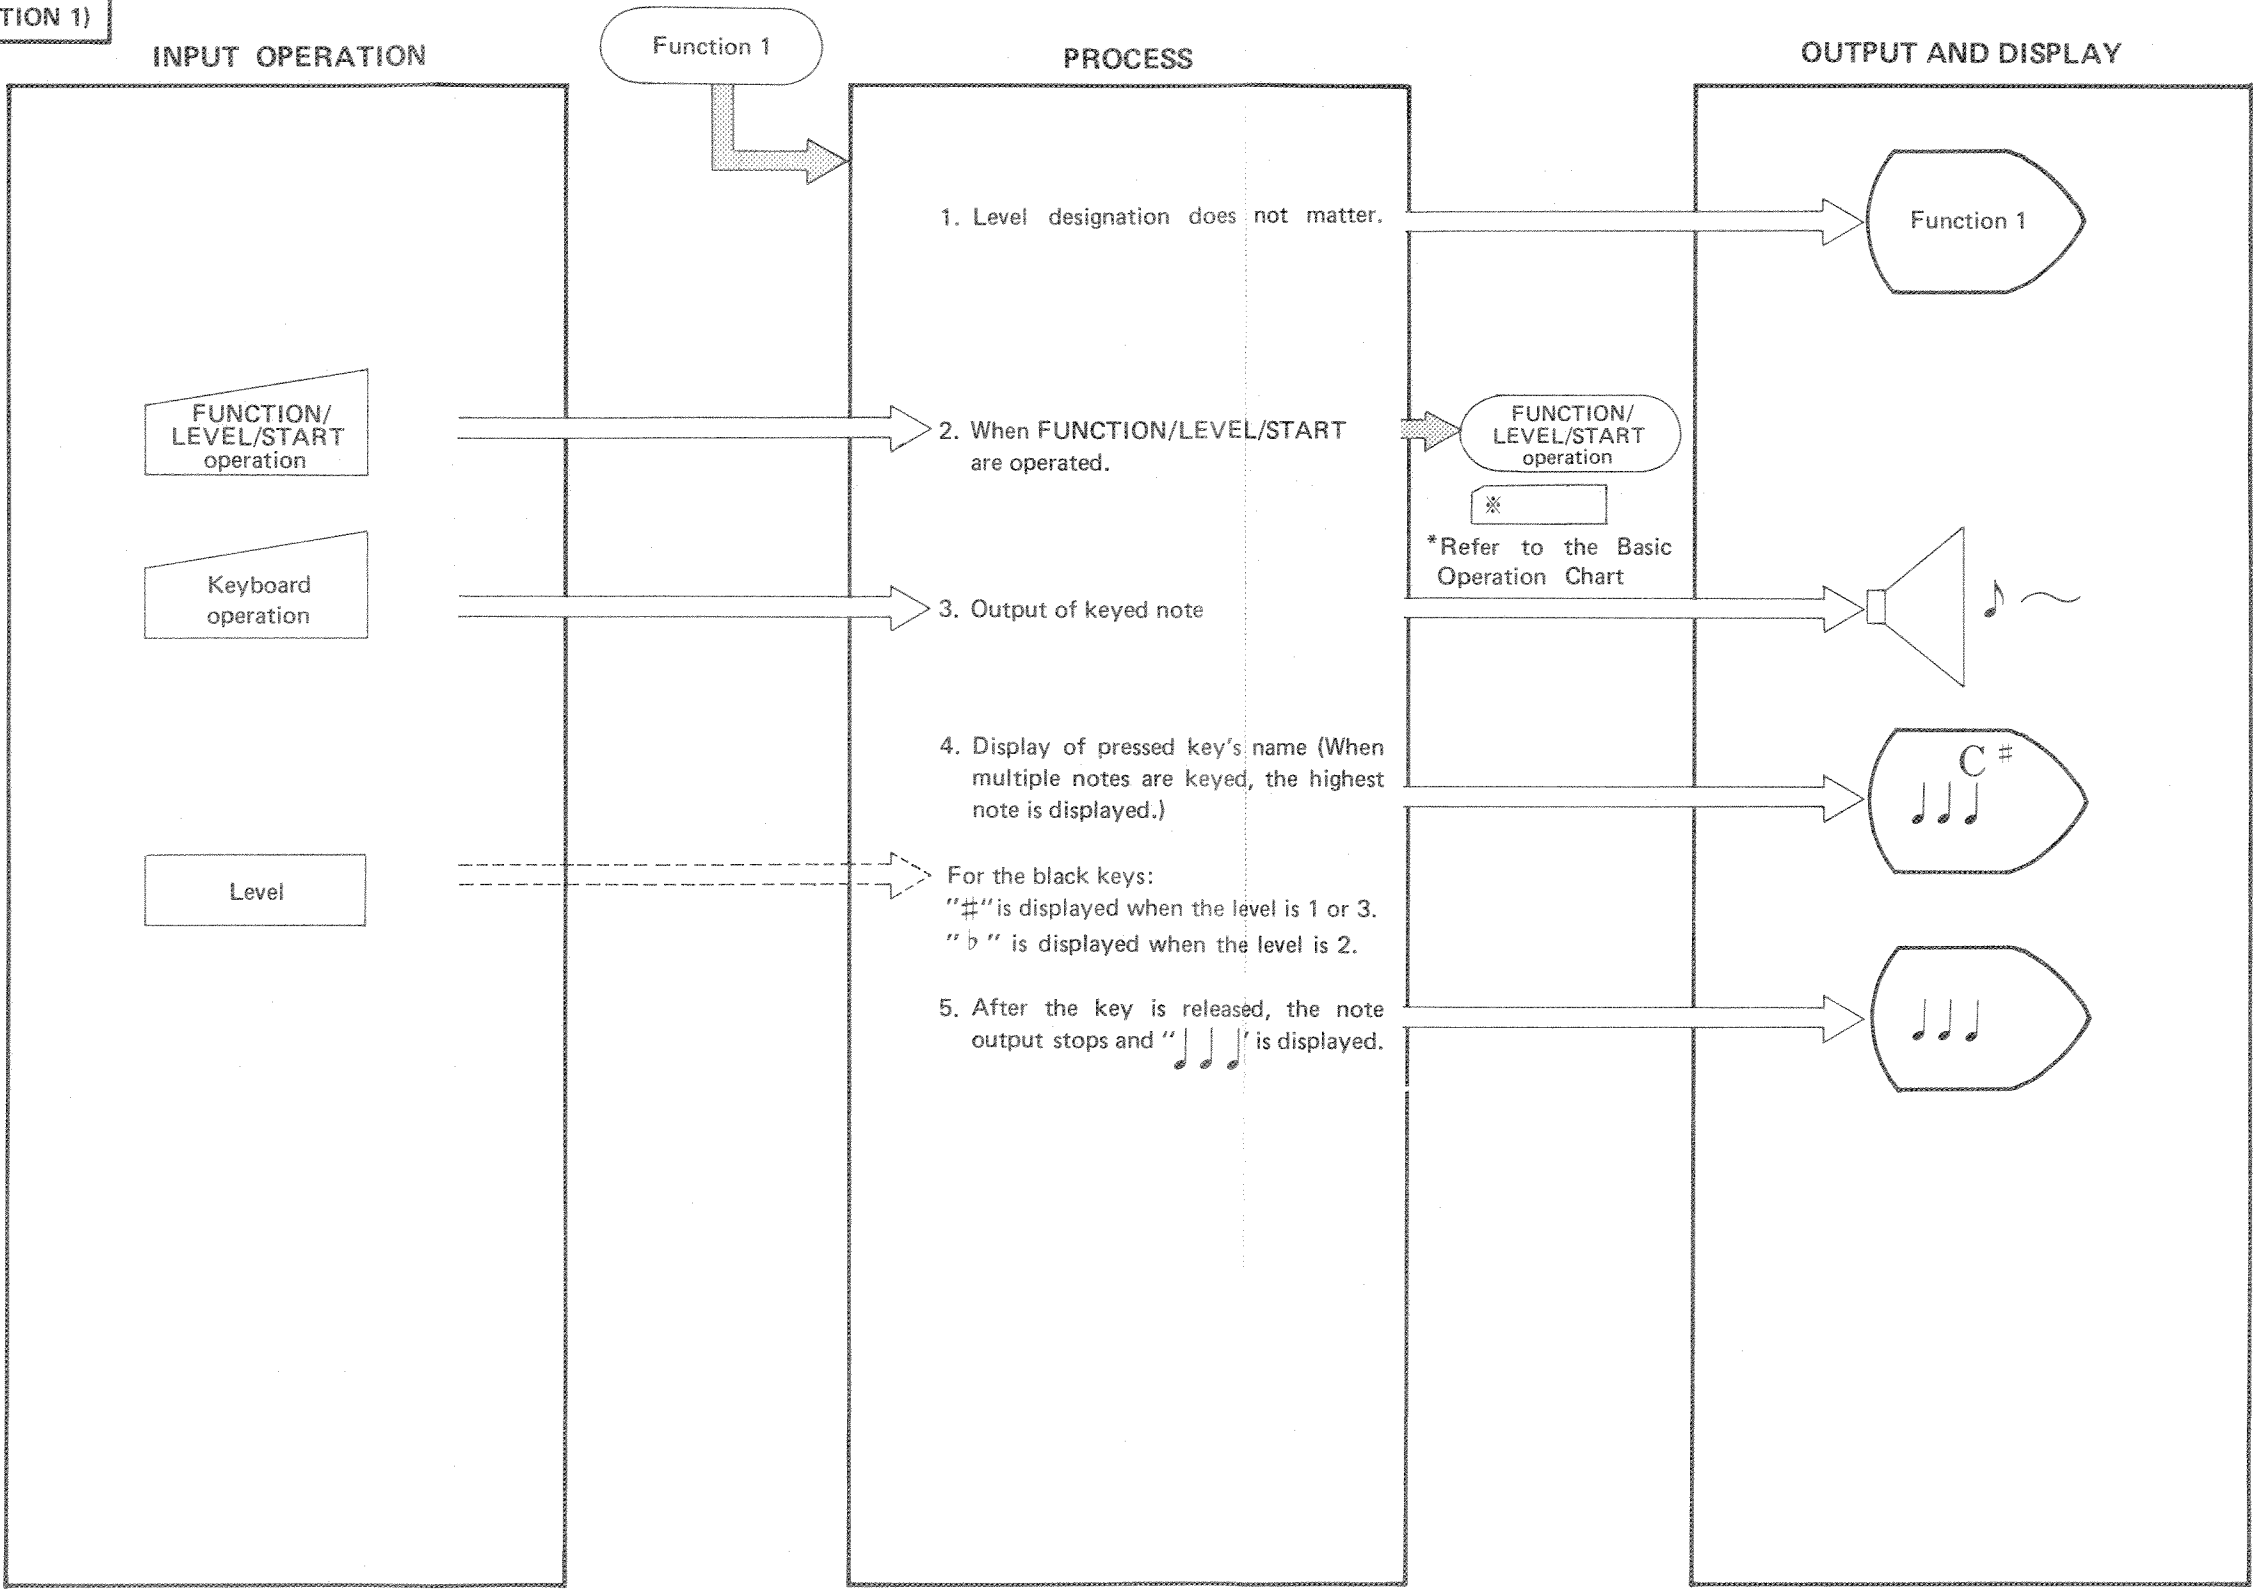 TION 1)
INPUT OPERATION
Function 1
PROCESS
OUTPUT AND DISPLAY
1. Level designation does not matter.
Function 1
FUNCTION/
LEVEL/START
operation
2. When FUNCTION/LEVEL/START
are operated.
FUNCTION/
LEVEL/START
operation
※
*Refer to the Basic
Operation Chart
Keyboard
operation
3. Output of keyed note
♪
4. Display of pressed key's name (When
multiple notes are keyed, the highest
note is displayed.)
C ♯
♩♩♩
Level
For the black keys:
"♯" is displayed when the level is 1 or 3.
"♭" is displayed when the level is 2.
5. After the key is released, the note
output stops and "♩♩♩" is displayed.
♩♩♩